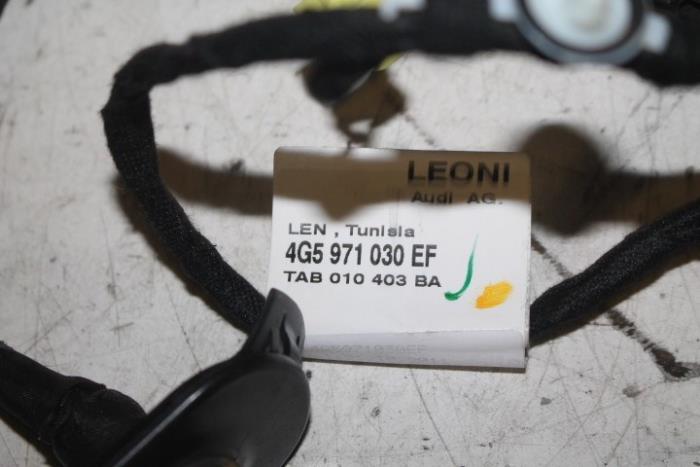 LEONI
Audi AG.
LEN , Tunisia
4G5 971 030 EF
TAB 010 403 BA